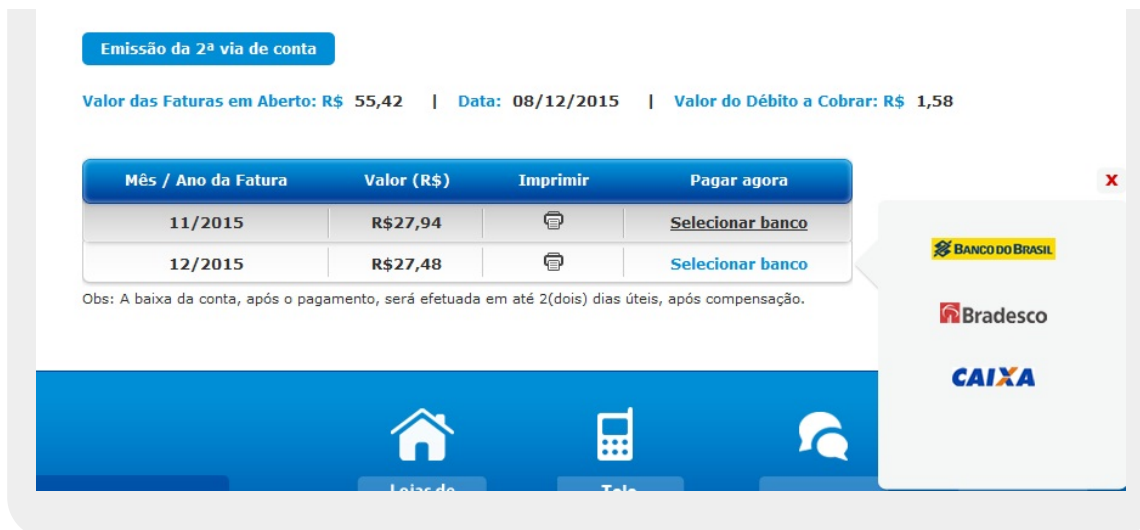 Emissão da 2ª via de conta
Valor das Faturas em Aberto: R$ 55,42 | Data: 08/12/2015 | Valor do Débito a Cobrar: R$ 1,58
Mês / Ano da Fatura Valor (R$) Imprimir Pagar agora
X
11/2015 R$27,94 Selecionar banco
12/2015 R$27,48 Selecionar banco
Obs: A baixa da conta, após o pagamento, será efetuada em até 2(dois) dias úteis, após compensação.
BANCO DO BRASIL
Bradesco
CAIXA
Lojas de Tele